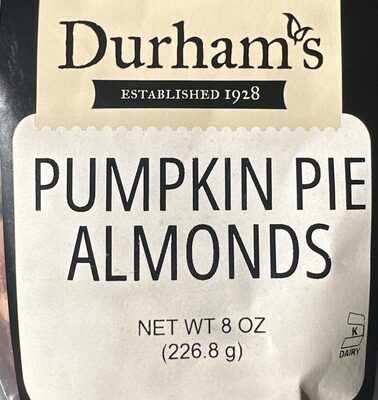 Durham's
ESTABLISHED 1928
PUMPKIN PIE
ALMONDS
NET WT 8 OZ
(226.8 g)
K
DAIRY